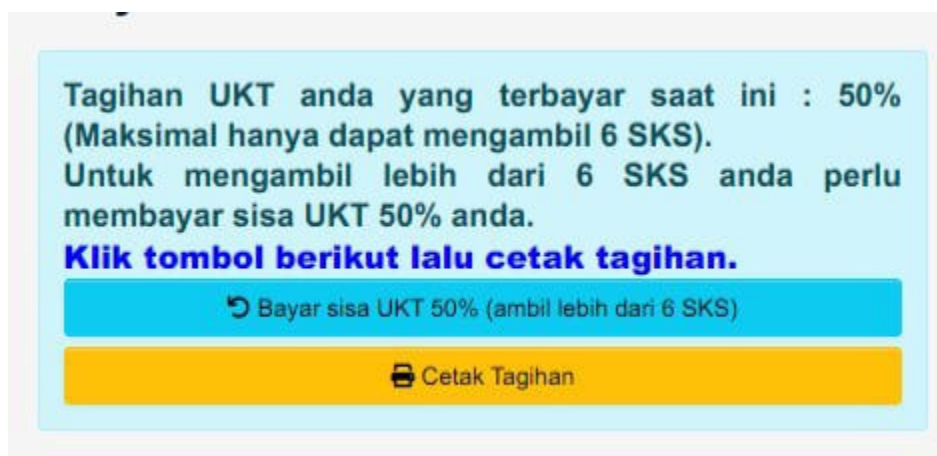 Tagihan UKT anda yang terbayar saat ini : 50%
(Maksimal hanya dapat mengambil 6 SKS).
Untuk mengambil lebih dari 6 SKS anda perlu
membayar sisa UKT 50% anda.
Klik tombol berikut lalu cetak tagihan.
Bayar sisa UKT 50% (ambil lebih dari 6 SKS)
Cetak Tagihan